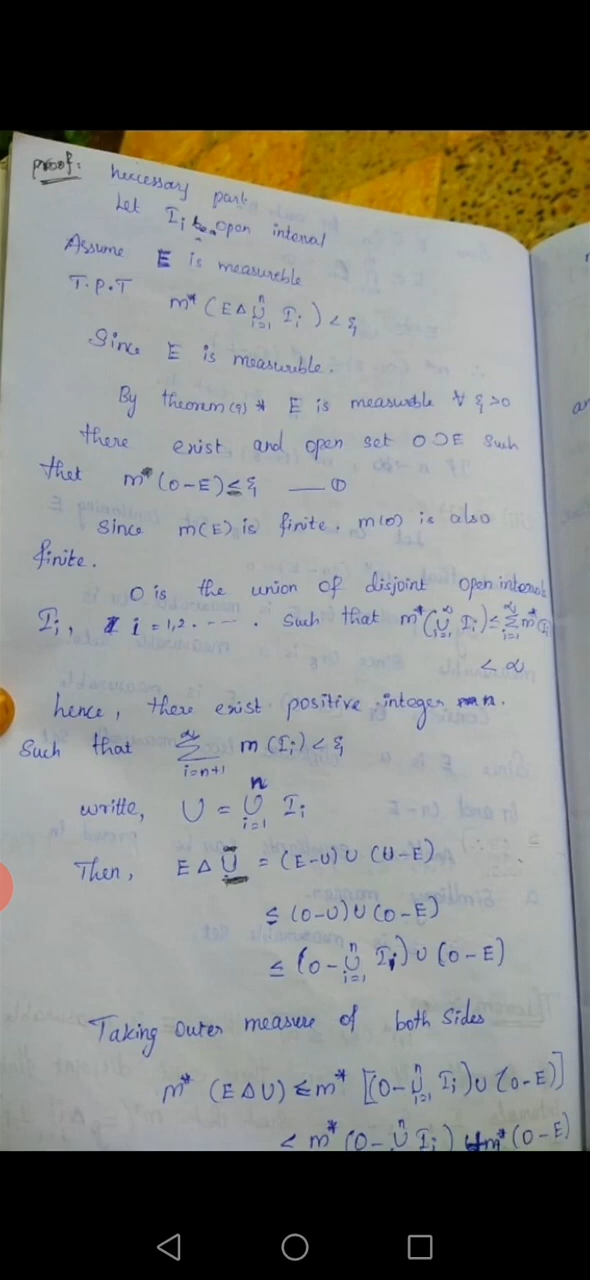 proof: necessary part
Let Iᵢ be open interval
Assume E is measureble
T.P.T m* (E Δ ⋃ᵢ₌₁ⁿ Iᵢ) < ξ
Since E is measurable.
By theorem (9) * E is measurable ∀ ξ >0
there exist and open set O ⊃ E such
that m*(O-E) ≤ ξ —— ①
Since m(E) is finite. m(O) is also
finite.
O is the union of disjoint open intervals
Iᵢ, i = 1,2 ..... . Such that m*(⋃ᵢ₌₁^∞ Iᵢ) ≤ Σᵢ₌₁^∞ m*(Iᵢ)
< ∞
hence, there exist positive integer n.
Such that Σᵢ₌ₙ₊₁^∞ m(Iᵢ) < ξ
writte, U = ⋃ᵢ₌₁ⁿ Iᵢ
Then, E Δ U = (E-U) ∪ (U-E)
≤ (O-U) ∪ (O-E)
≤ (O - ⋃ᵢ₌₁ⁿ Iᵢ) ∪ (O-E)
Taking outer measure of both sides
m* (E Δ U) ≤ m* [(O- ⋃ᵢ₌₁ⁿ Iᵢ) ∪ (O-E)]
< m* (O- ⋃ⁿ Iᵢ) + m* (O-E)